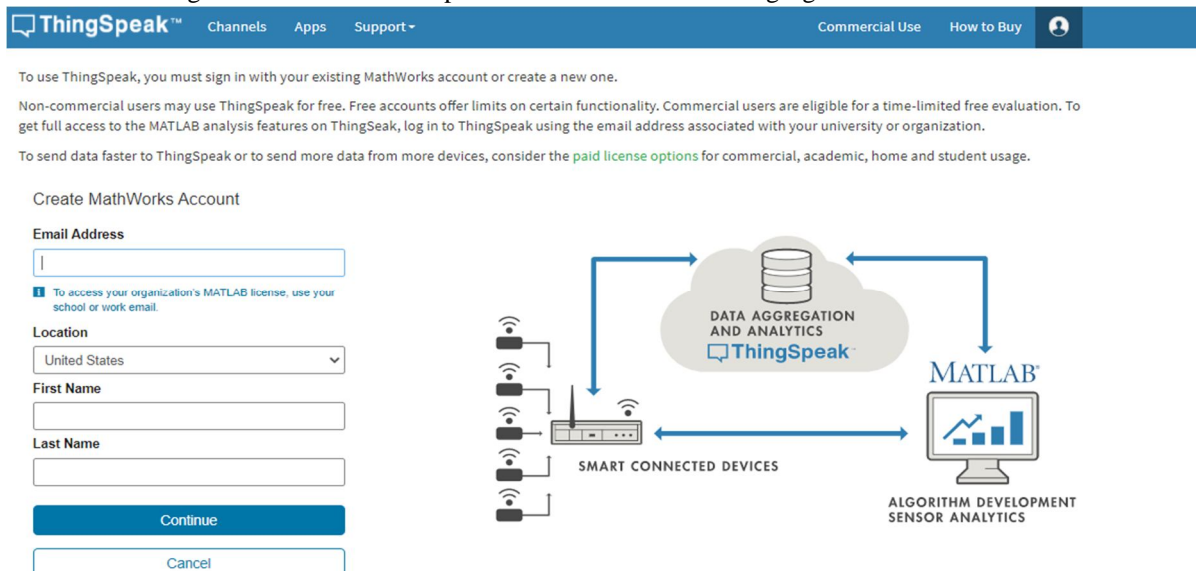 ThingSpeak™ Channels Apps Support Commercial Use How to Buy
To use ThingSpeak, you must sign in with your existing MathWorks account or create a new one.
Non-commercial users may use ThingSpeak for free. Free accounts offer limits on certain functionality. Commercial users are eligible for a time-limited free evaluation. To
get full access to the MATLAB analysis features on ThingSeak, log in to ThingSpeak using the email address associated with your university or organization.
To send data faster to ThingSpeak or to send more data from more devices, consider the paid license options for commercial, academic, home and student usage.
Create MathWorks Account
Email Address
To access your organization's MATLAB license, use your
school or work email.
Location
United States
First Name
Last Name
Continue
Cancel
DATA AGGREGATION
AND ANALYTICS
ThingSpeak™
SMART CONNECTED DEVICES
MATLAB®
ALGORITHM DEVELOPMENT
SENSOR ANALYTICS